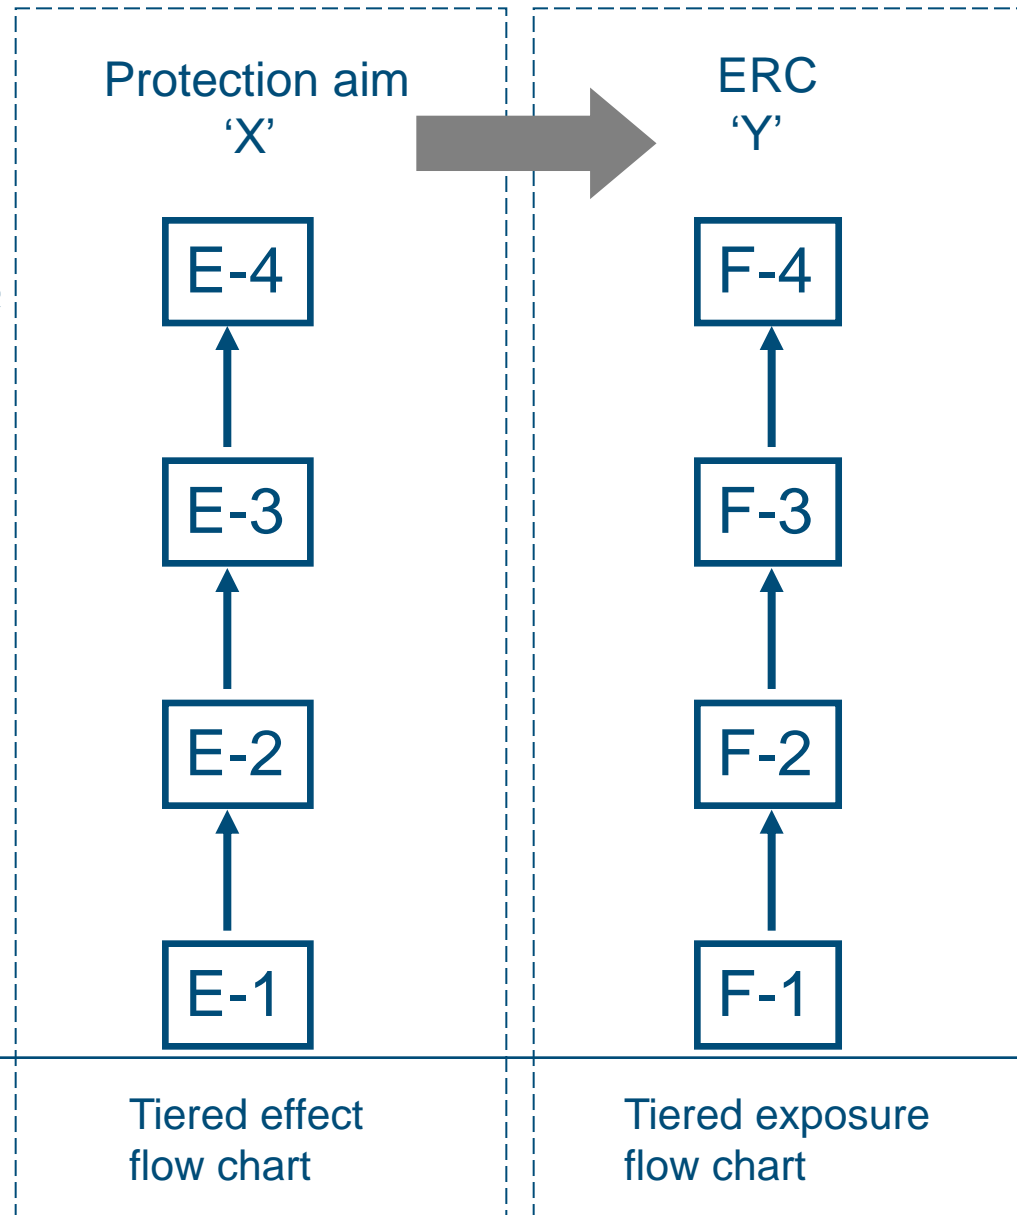 Protection aim
‘X’
E-4
E-3
E-2
E-1
Tiered effect
flow chart
ERC
‘Y’
F-4
F-3
F-2
F-1
Tiered exposure
flow chart